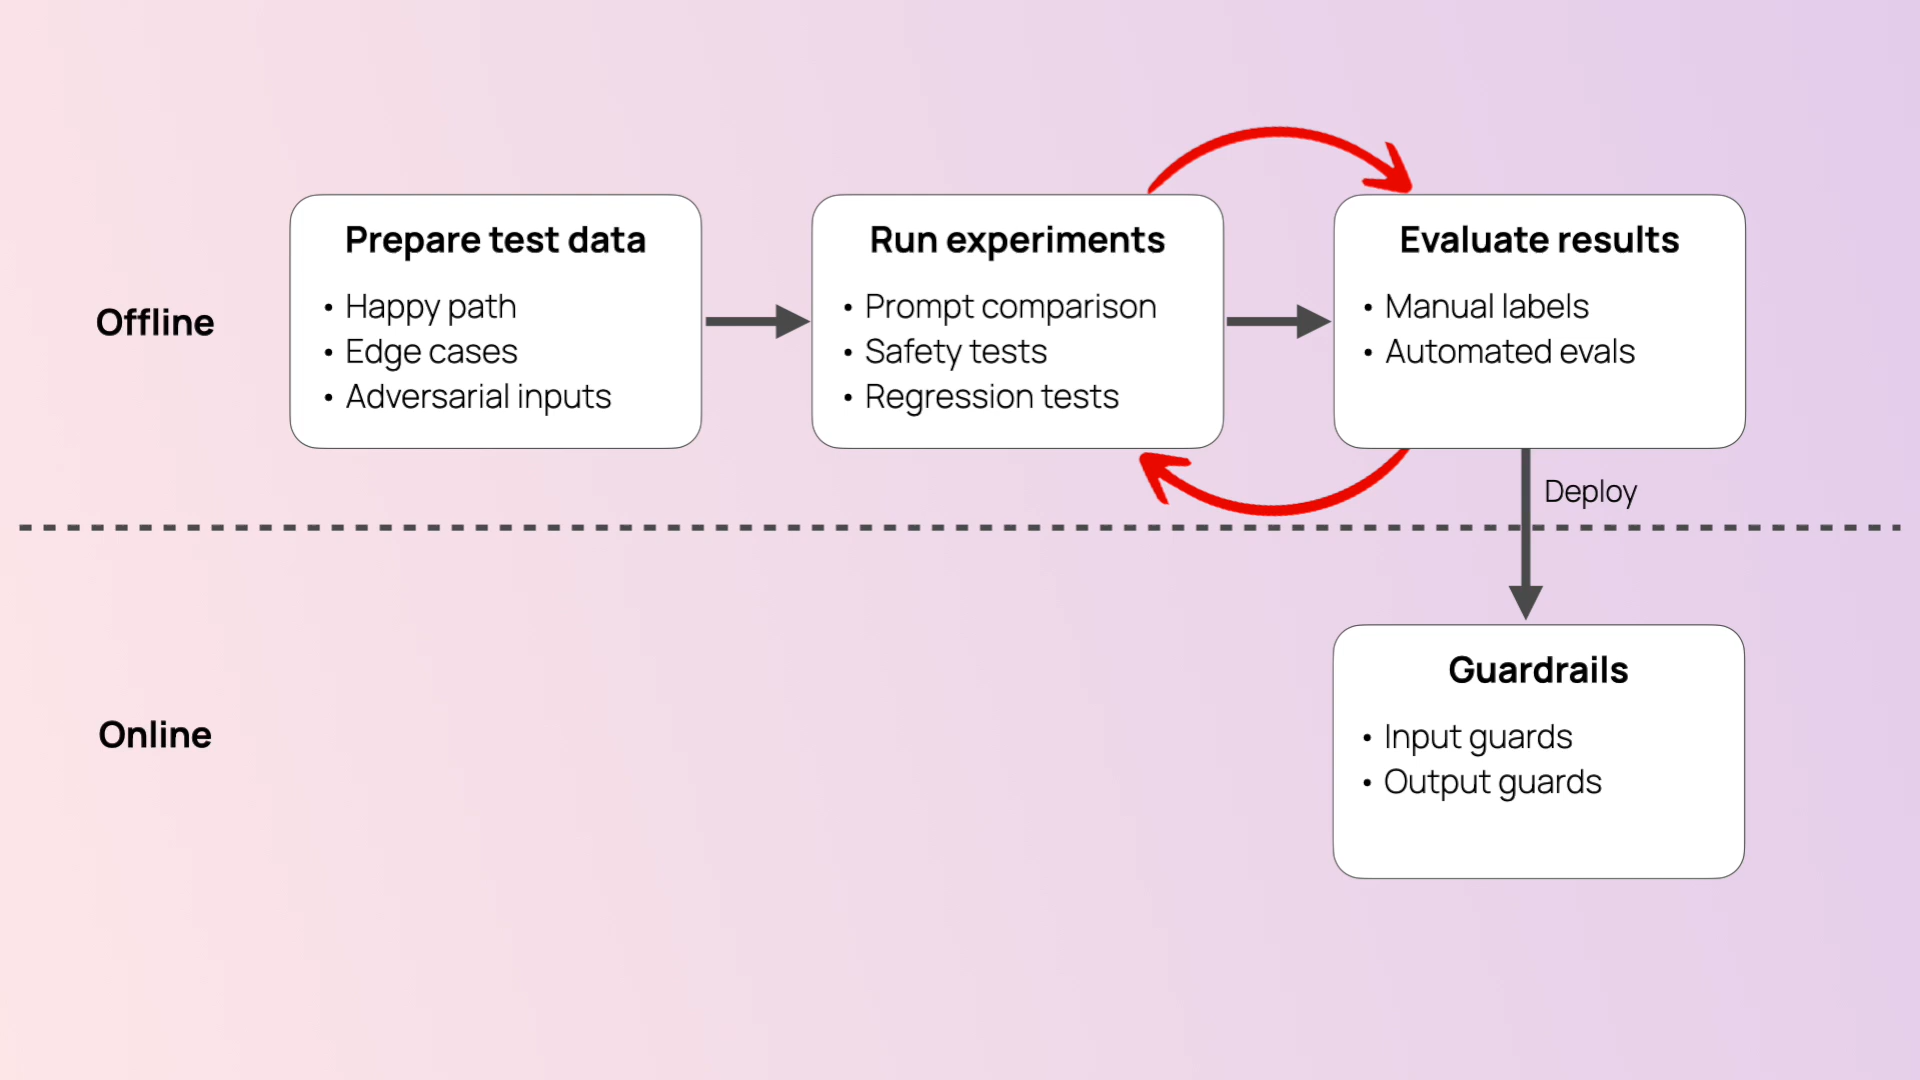 Offline
Prepare test data
• Happy path
• Edge cases
• Adversarial inputs
Run experiments
• Prompt comparison
• Safety tests
• Regression tests
Evaluate results
• Manual labels
• Automated evals
Deploy
Online
Guardrails
• Input guards
• Output guards